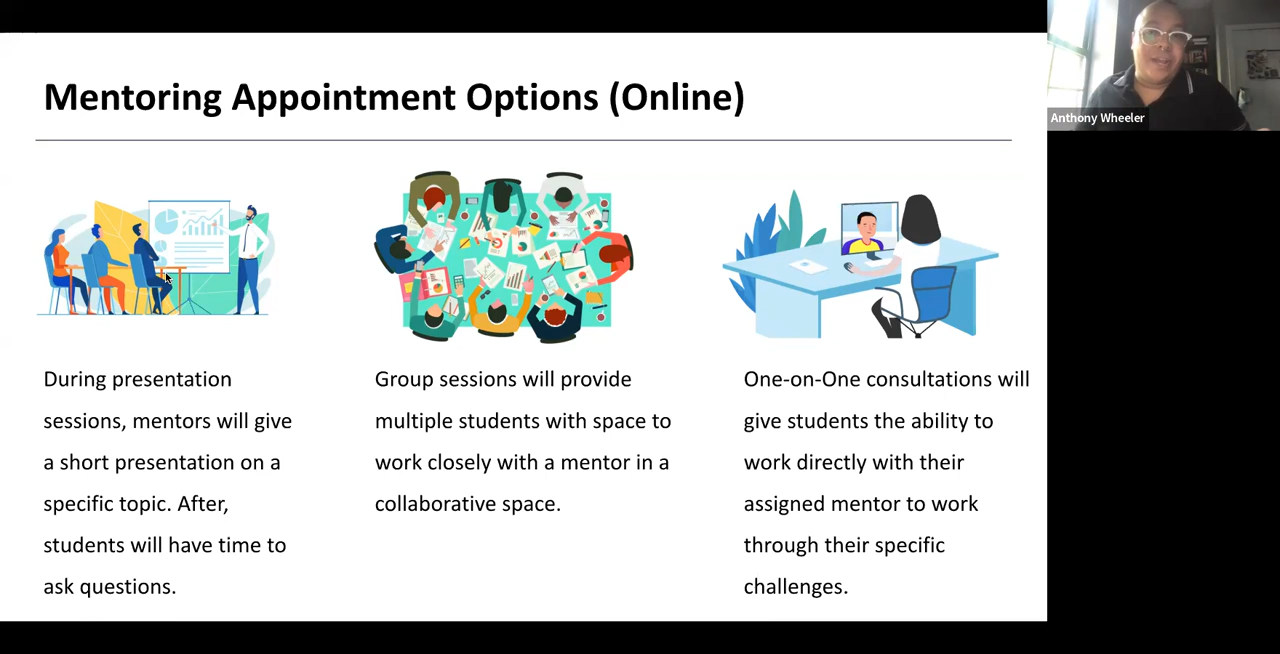 Mentoring Appointment Options (Online)
During presentation
sessions, mentors will give
a short presentation on a
specific topic. After,
students will have time to
ask questions.
Group sessions will provide
multiple students with space to
work closely with a mentor in a
collaborative space.
One-on-One consultations will
give students the ability to
work directly with their
assigned mentor to work
through their specific
challenges.
Anthony Wheeler